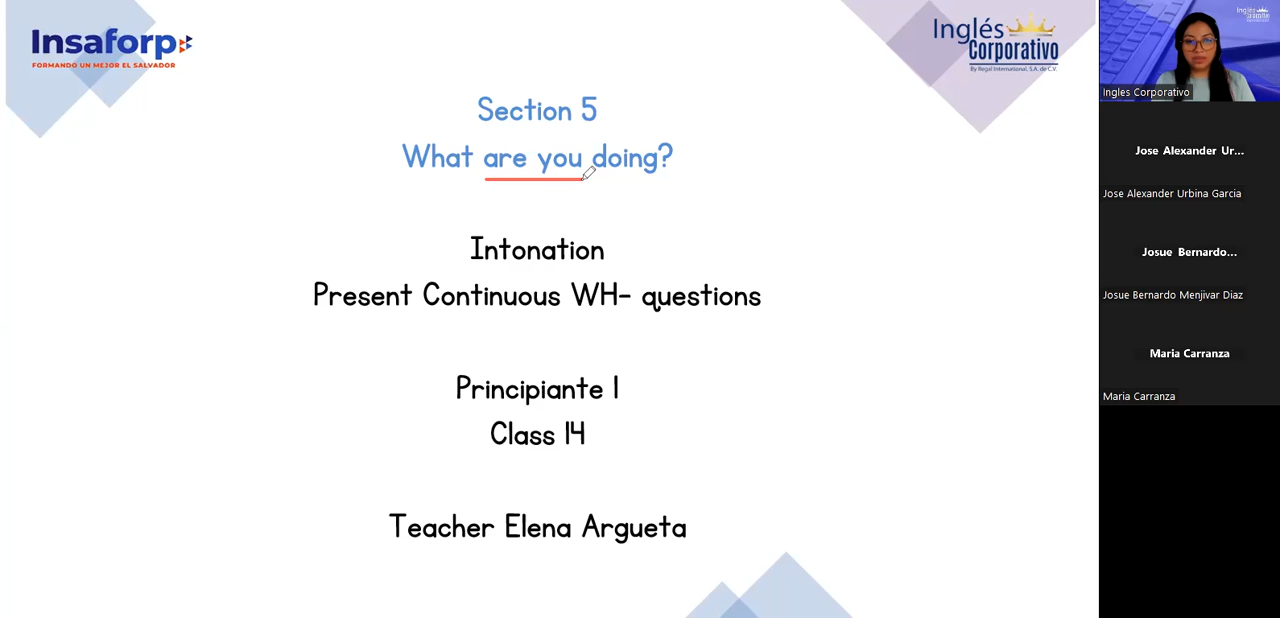 Insaforp
FORMANDO UN MEJOR EL SALVADOR
Inglés
Corporativo
By Regal International, S.A. de C.V.
Section 5
What are you doing?
Intonation
Present Continuous WH- questions
Principiante 1
Class 14
Teacher Elena Argueta
Ingles Corporativo
Jose Alexander Ur...
Jose Alexander Urbina Garcia
Josue Bernardo...
Josue Bernardo Menjivar Diaz
Maria Carranza
Maria Carranza